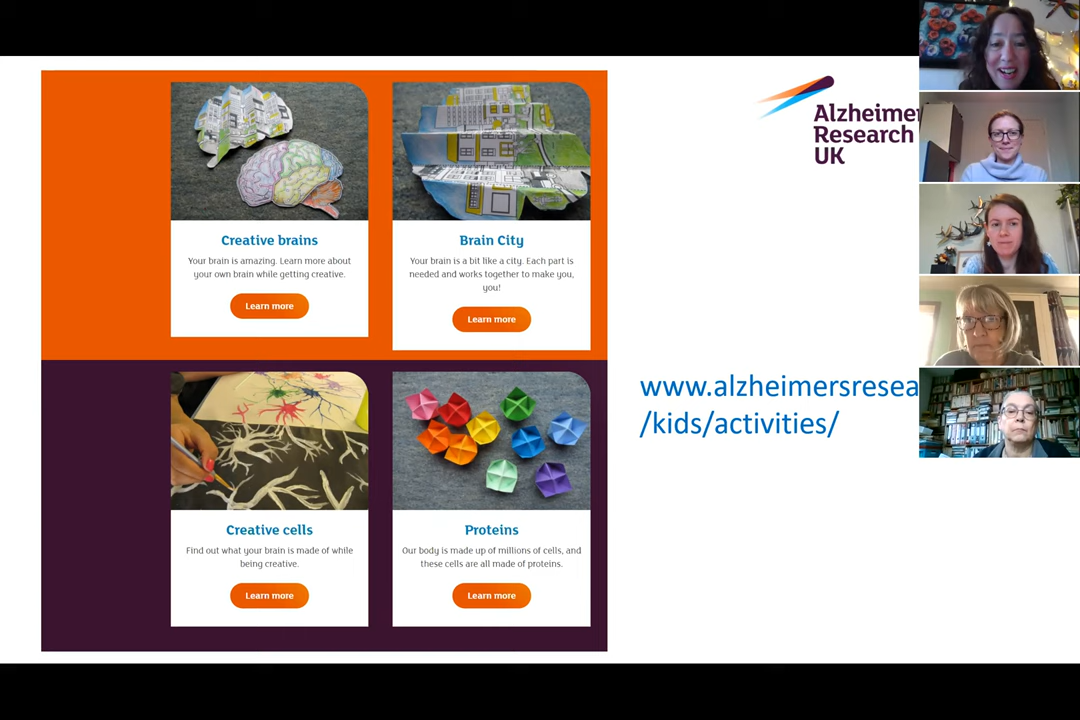 Creative brains
Your brain is amazing. Learn more about
your own brain while getting creative.
Learn more
Brain City
Your brain is a bit like a city. Each part is
needed and works together to make you,
you!
Learn more
Creative cells
Find out what your brain is made of while
being creative.
Learn more
Proteins
Our body is made up of millions of cells, and
these cells are all made of proteins.
Learn more
Alzheimer
Research
UK
www.alzheimersresea
/kids/activities/